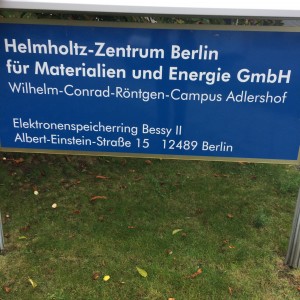 Helmholtz-Zentrum Berlin
für Materialien und Energie GmbH
Wilhelm-Conrad-Röntgen-Campus Adlershof
Elektronenspeicherring Bessy II
Albert-Einstein-Straße 15 12489 Berlin